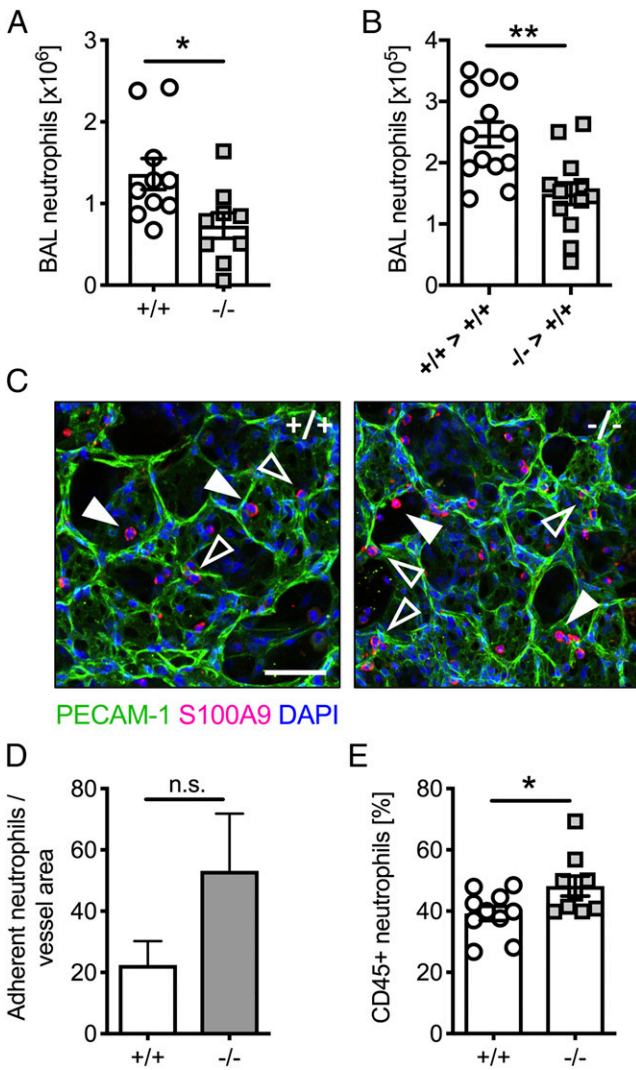 A
BAL neutrophils [x10⁶]
3
2
1
0
*
+/+
-/-
B
BAL neutrophils [x10⁵]
4
3
2
1
0
**
+/+ > +/+
-/- > +/+
C
+/+
-/-
PECAM-1 S100A9 DAPI
D
Adherent neutrophils /
vessel area
80
60
40
20
0
n.s.
+/+
-/-
E
CD45+ neutrophils [%]
80
60
40
20
0
*
+/+
-/-